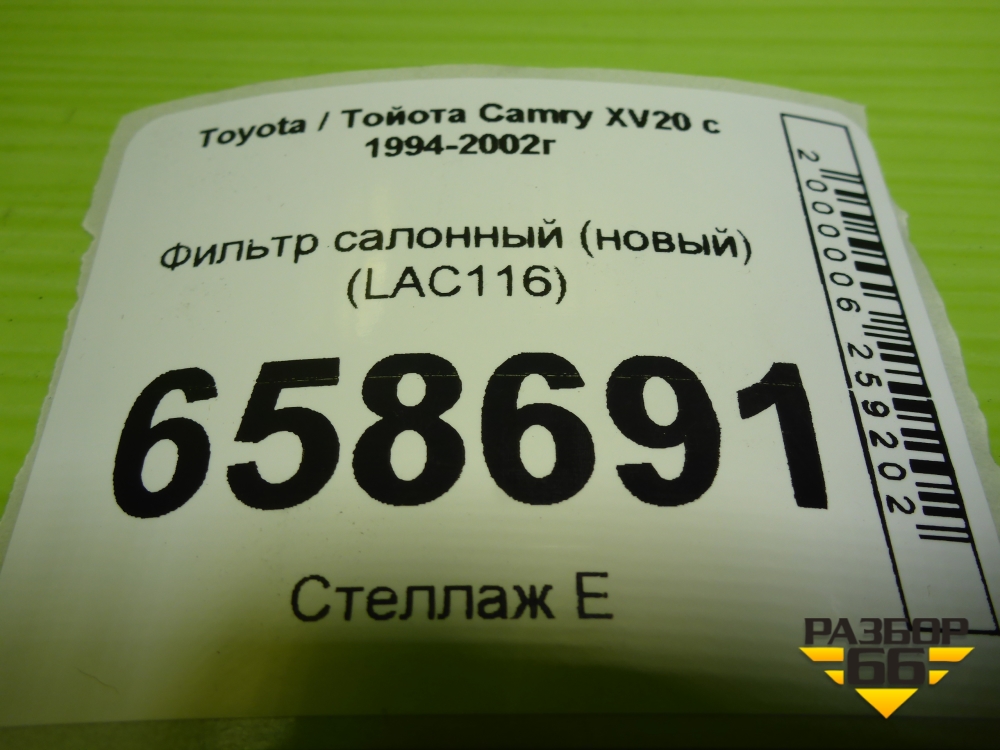 Toyota / Тойота Camry XV20 с
1994-2002г
Фильтр салонный (новый)
(LAC116)
658691
Стеллаж Е
2000006259202
РАЗБОР
66